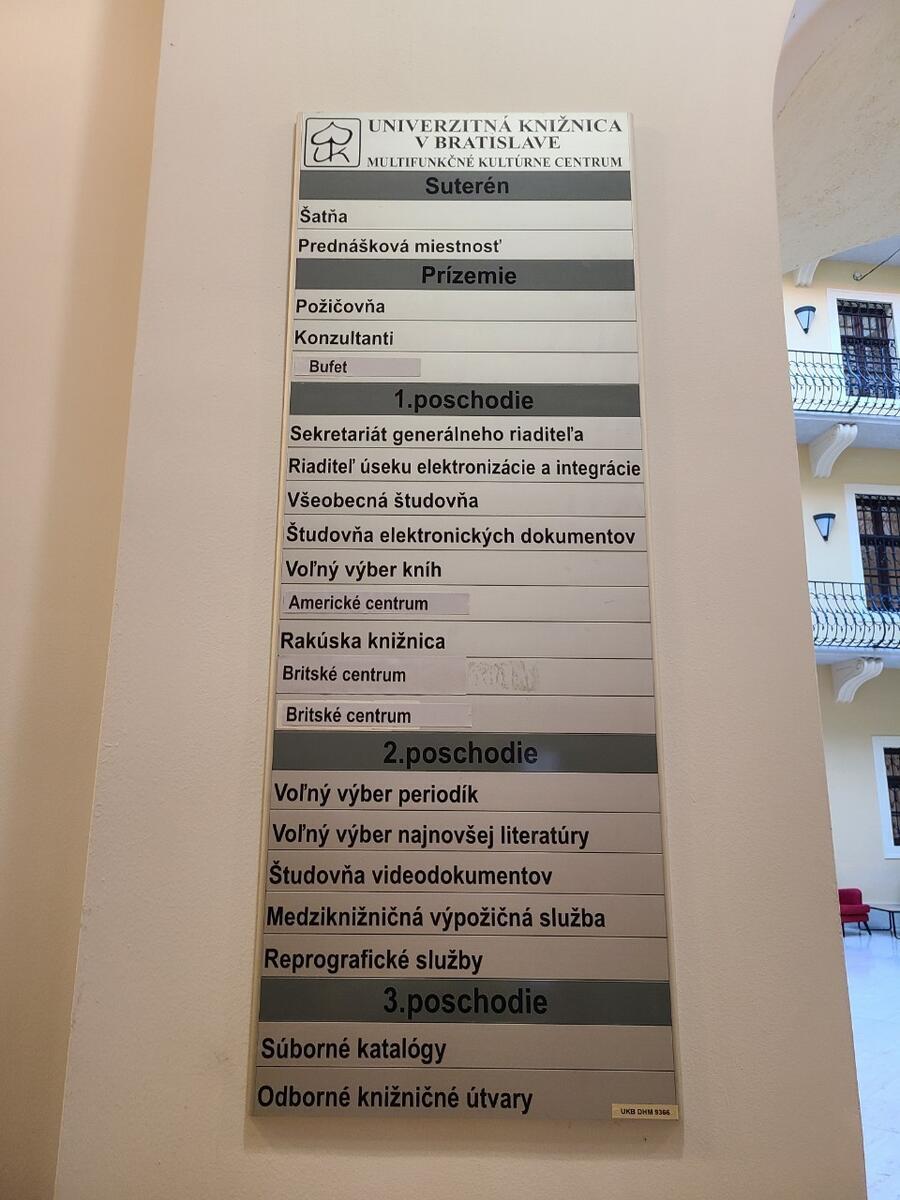 UK
UNIVERZITNÁ KNIŽNICA
V BRATISLAVE
MULTIFUNKČNÉ KULTÚRNE CENTRUM
Suterén
Šatňa
Prednášková miestnosť
Prízemie
Požičovňa
Konzultanti
Bufet
1.poschodie
Sekretariát generálneho riaditeľa
Riaditeľ úseku elektronizácie a integrácie
Všeobecná študovňa
Študovňa elektronických dokumentov
Voľný výber kníh
Americké centrum
Rakúska knižnica
Britské centrum
Britské centrum
2.poschodie
Voľný výber periodík
Voľný výber najnovšej literatúry
Študovňa videodokumentov
Medziknižničná výpožičná služba
Reprografické služby
3.poschodie
Súborné katalógy
Odborné knižničné útvary
UKB DHM 9366